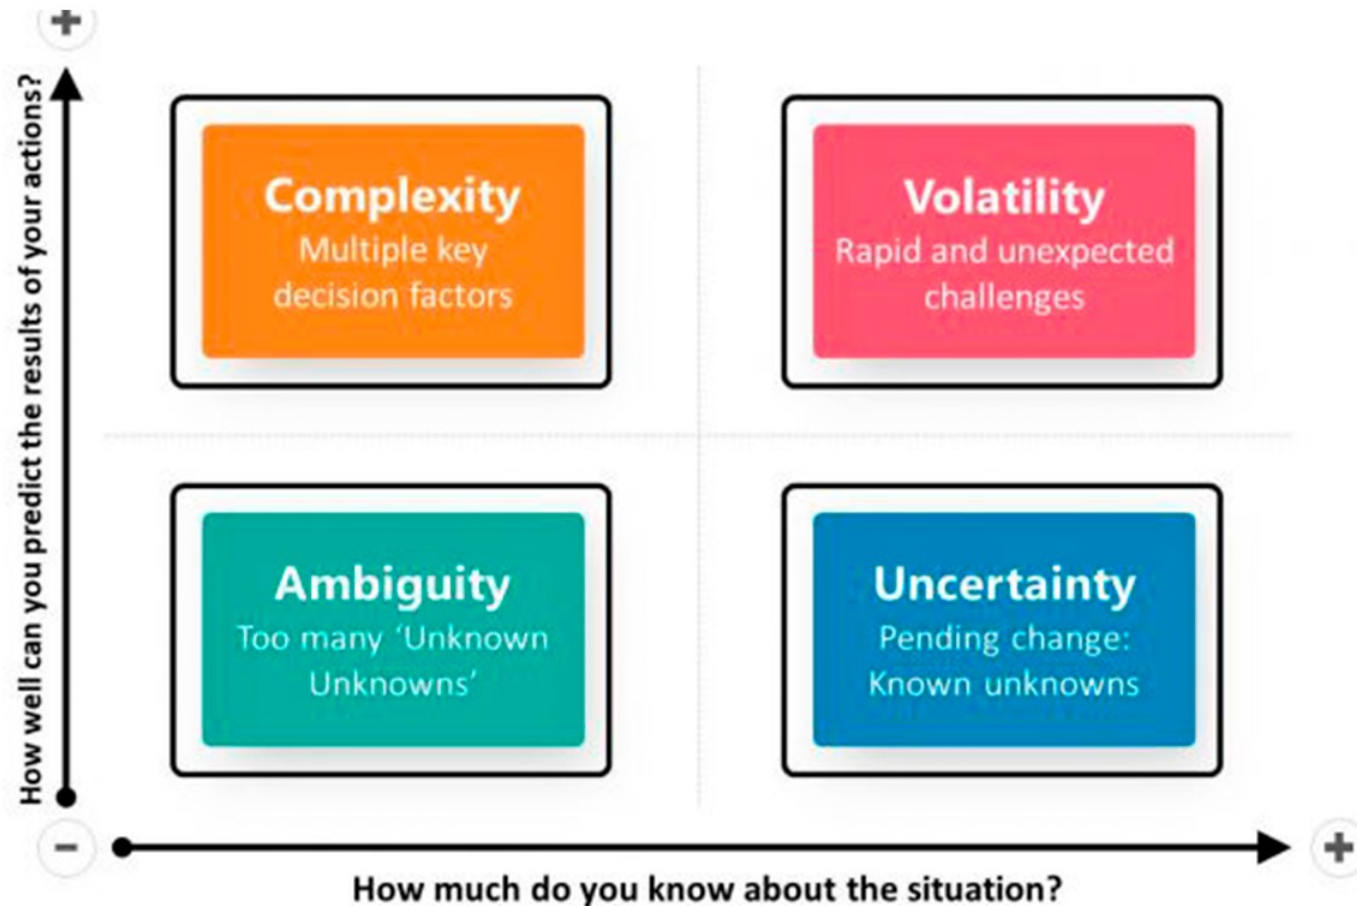 +
How well can you predict the results of your actions?
Complexity
Multiple key
decision factors
Volatility
Rapid and unexpected
challenges
Ambiguity
Too many ‘Unknown
Unknowns’
Uncertainty
Pending change:
Known unknowns
−
+
How much do you know about the situation?